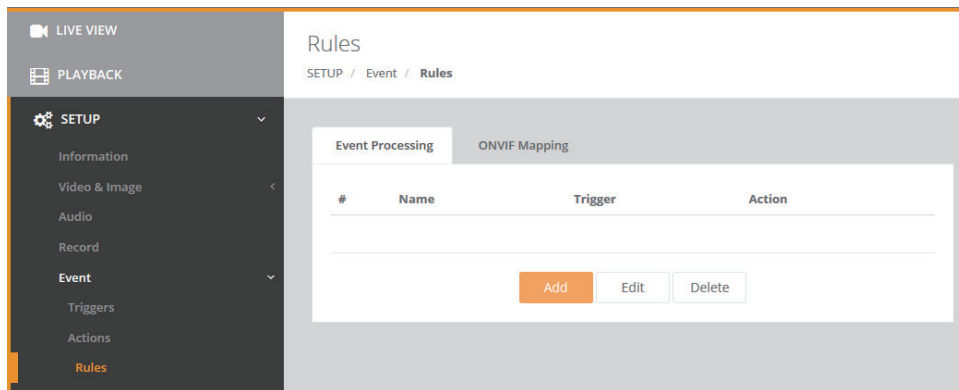 LIVE VIEW
PLAYBACK
SETUP
Information
Video & Image
Audio
Record
Event
Triggers
Actions
Rules
Rules
SETUP / Event / Rules
Event Processing ONVIF Mapping
# Name Trigger Action
Add Edit Delete